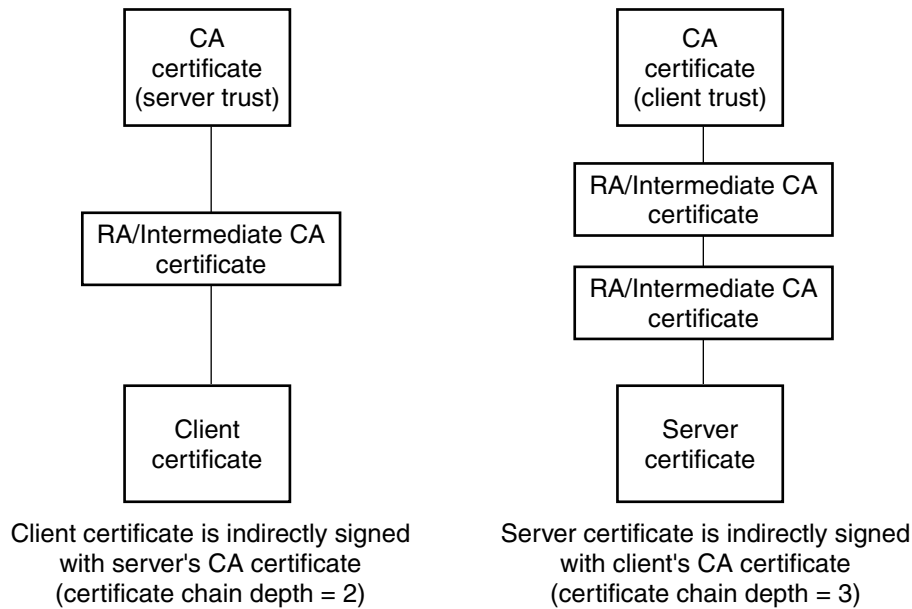 CA
certificate
(server trust)
RA/Intermediate CA
certificate
Client
certificate
Client certificate is indirectly signed
with server's CA certificate
(certificate chain depth = 2)
CA
certificate
(client trust)
RA/Intermediate CA
certificate
RA/Intermediate CA
certificate
Server
certificate
Server certificate is indirectly signed
with client's CA certificate
(certificate chain depth = 3)